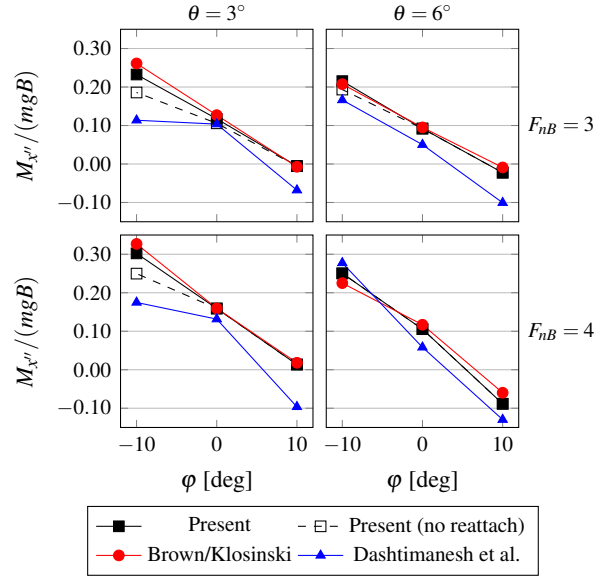 θ = 3° θ = 6°
0.30
0.20
0.10
0.00
−0.10
M_{x′′}/(mgB)
F_{nB} = 3
0.30
0.20
0.10
0.00
−0.10
M_{x′′}/(mgB)
F_{nB} = 4
−10 0 10 −10 0 10
φ [deg] φ [deg]
Present Present (no reattach)
Brown/Klosinski Dashtimanesh et al.